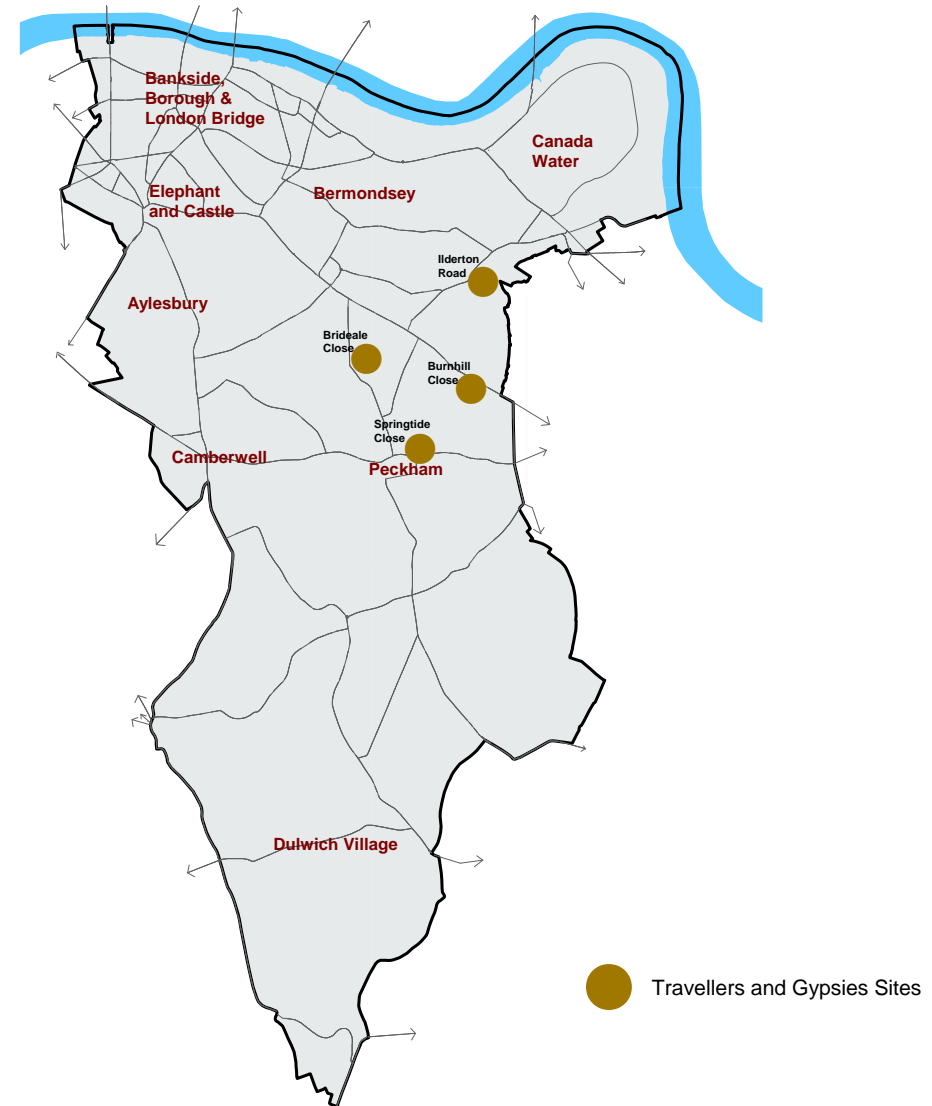 Bankside,
Borough &
London Bridge
Canada
Water
Elephant
and Castle
Bermondsey
Ilderton
Road
Aylesbury
Brideale
Close
Burnhill
Close
Springtide
Close
Camberwell
Peckham
Dulwich Village
Travellers and Gypsies Sites